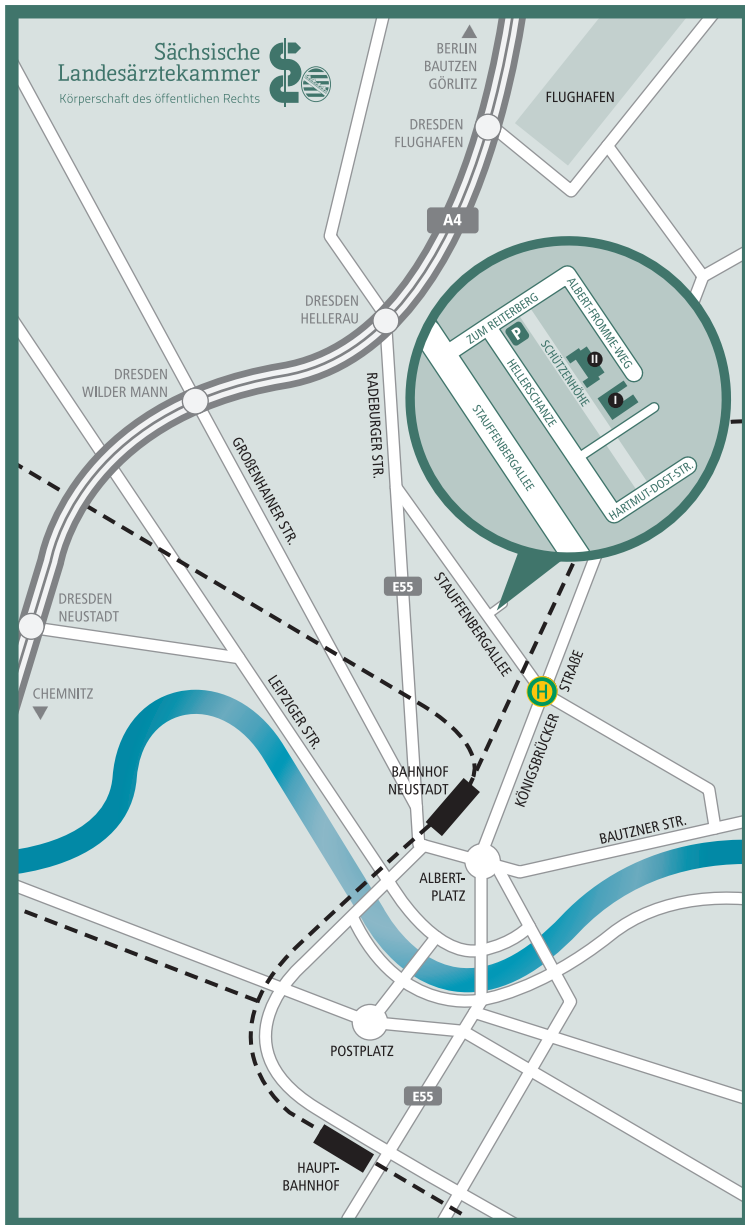 Sächsische
Landesärztekammer
Körperschaft des öffentlichen Rechts
BERLIN
BAUTZEN
GÖRLITZ
FLUGHAFEN
DRESDEN
FLUGHAFEN
A4
DRESDEN
HELLERAU
ZUM REITERBERG
ALBERT-FROMME-WEG
P
SCHÜTZENHÖHE
II
I
HELLERSCHANZE
STAUFFENBERGALLEE
HARTMUT-DOST-STR.
DRESDEN
WILDER MANN
RADEBURGER STR.
GROßENHAINER STR.
E55
STAUFFENBERGALLEE
DRESDEN
NEUSTADT
CHEMNITZ
LEIPZIGER STR.
H
KÖNIGSBRÜCKER STRAßE
BAHNHOF
NEUSTADT
BAUTZNER STR.
ALBERT-
PLATZ
POSTPLATZ
E55
HAUPT-
BAHNHOF